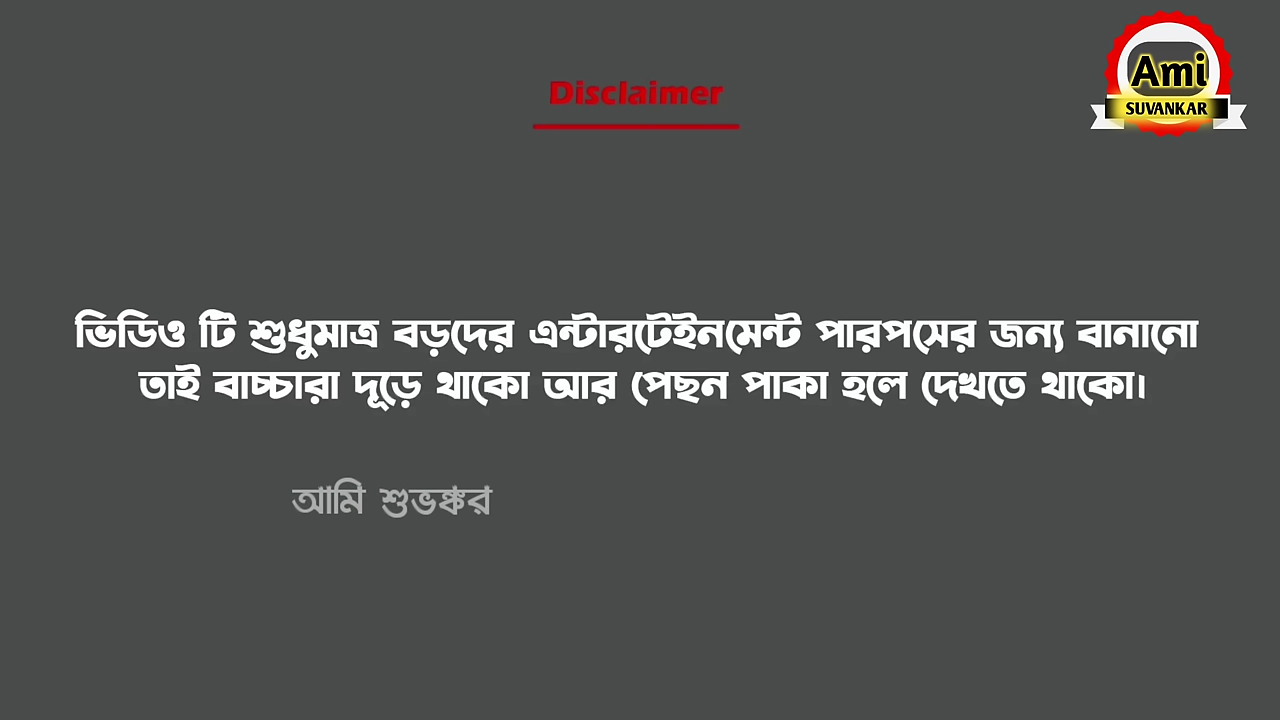 Ami
SUVANKAR
Disclaimer
ভিডিও টি শুধুমাত্র বড়দের এন্টারটেইনমেন্ট পারপসের জন্য বানানো
তাই বাচ্চারা দূড়ে থাকো আর পেছন পাকা হলে দেখতে থাকো।
আমি শুভঙ্কর